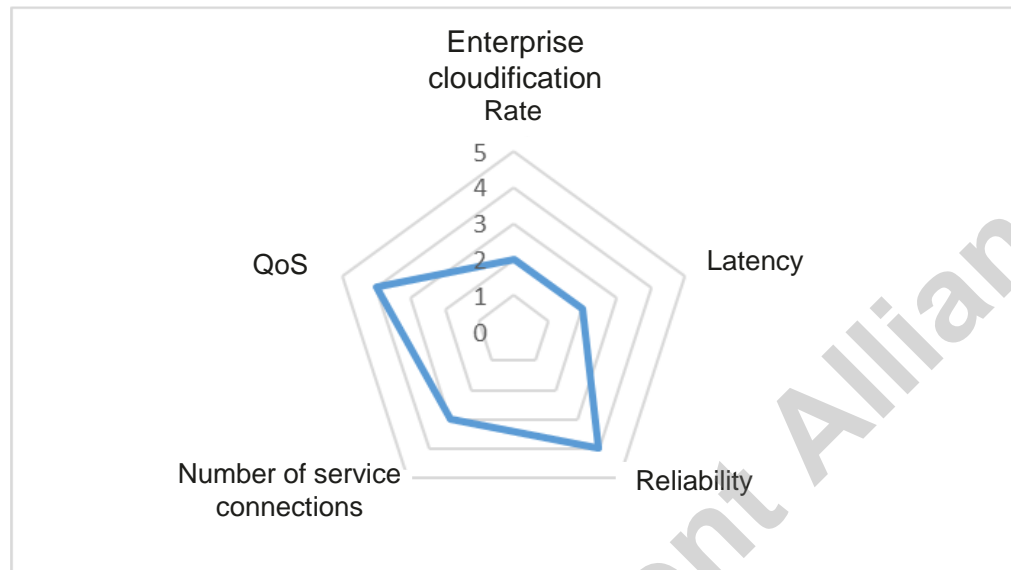 Enterprise
cloudification
Rate
5
4
3
2
1
0
QoS
Latency
Number of service
connections
Reliability